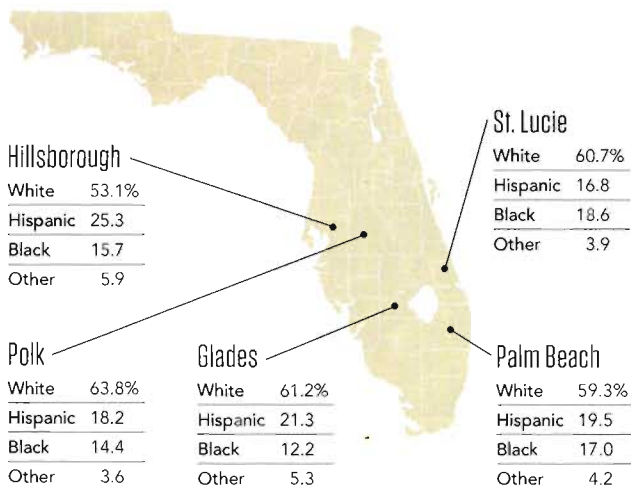 St. Lucie
White 60.7%
Hispanic 16.8
Black 18.6
Other 3.9
Hillsborough
White 53.1%
Hispanic 25.3
Black 15.7
Other 5.9
Polk
White 63.8%
Hispanic 18.2
Black 14.4
Other 3.6
Glades
White 61.2%
Hispanic 21.3
Black 12.2
Other 5.3
Palm Beach
White 59.3%
Hispanic 19.5
Black 17.0
Other 4.2